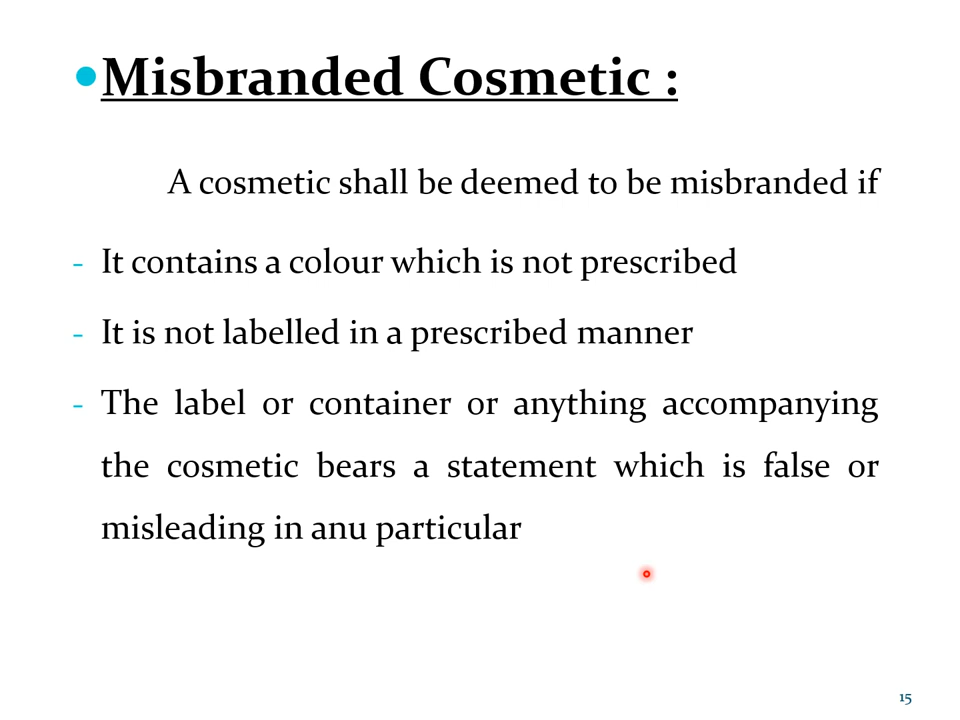 •Misbranded Cosmetic :
A cosmetic shall be deemed to be misbranded if
- It contains a colour which is not prescribed
- It is not labelled in a prescribed manner
- The label or container or anything accompanying
the cosmetic bears a statement which is false or
misleading in anu particular
15